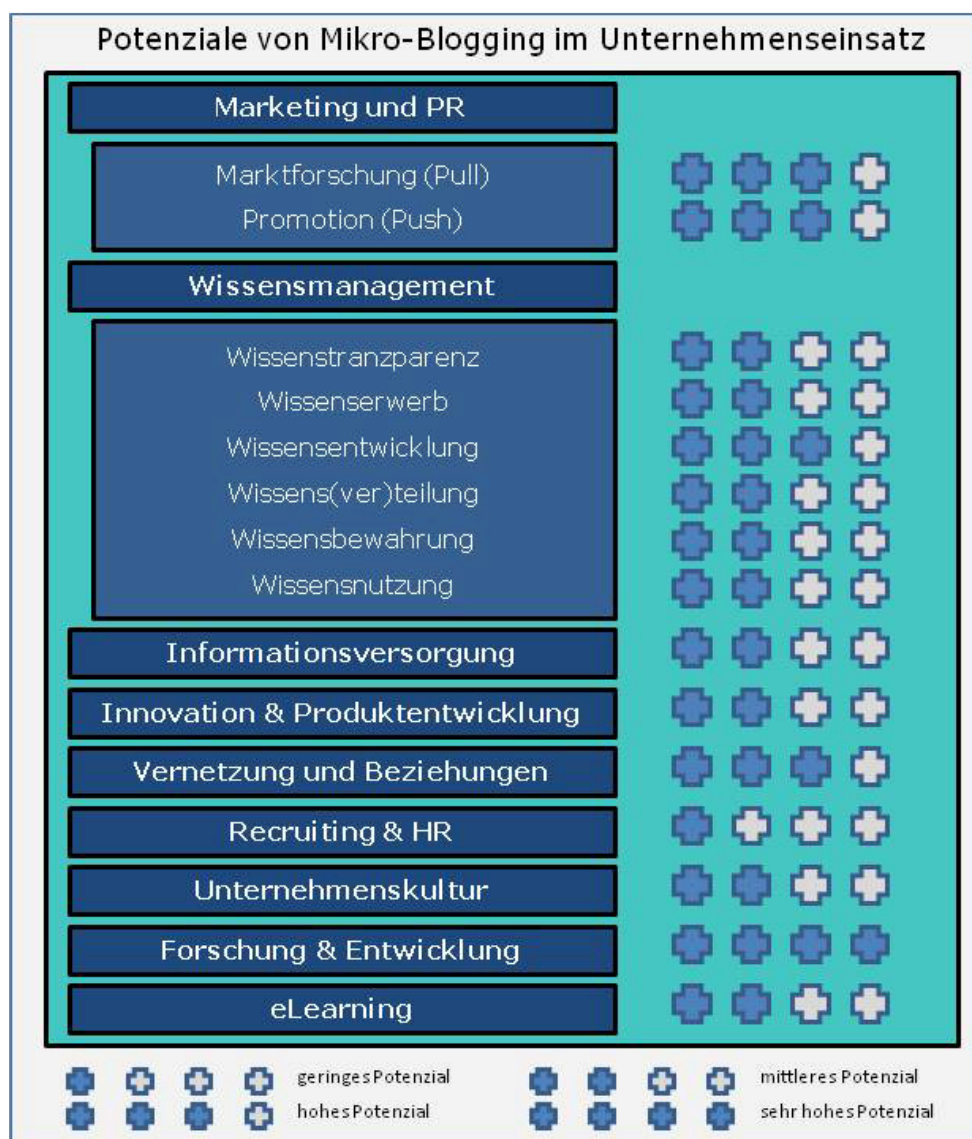 Potenziale von Mikro-Blogging im Unternehmenseinsatz
Marketing und PR
Marktforschung (Pull)
Promotion (Push)
Wissensmanagement
Wissenstranzparenz
Wissenserwerb
Wissensentwicklung
Wissens(ver)teilung
Wissensbewahrung
Wissensnutzung
Informationsversorgung
Innovation & Produktentwicklung
Vernetzung und Beziehungen
Recruiting & HR
Unternehmenskultur
Forschung & Entwicklung
eLearning
geringes Potenzial
mittleres Potenzial
hohes Potenzial
sehr hohes Potenzial